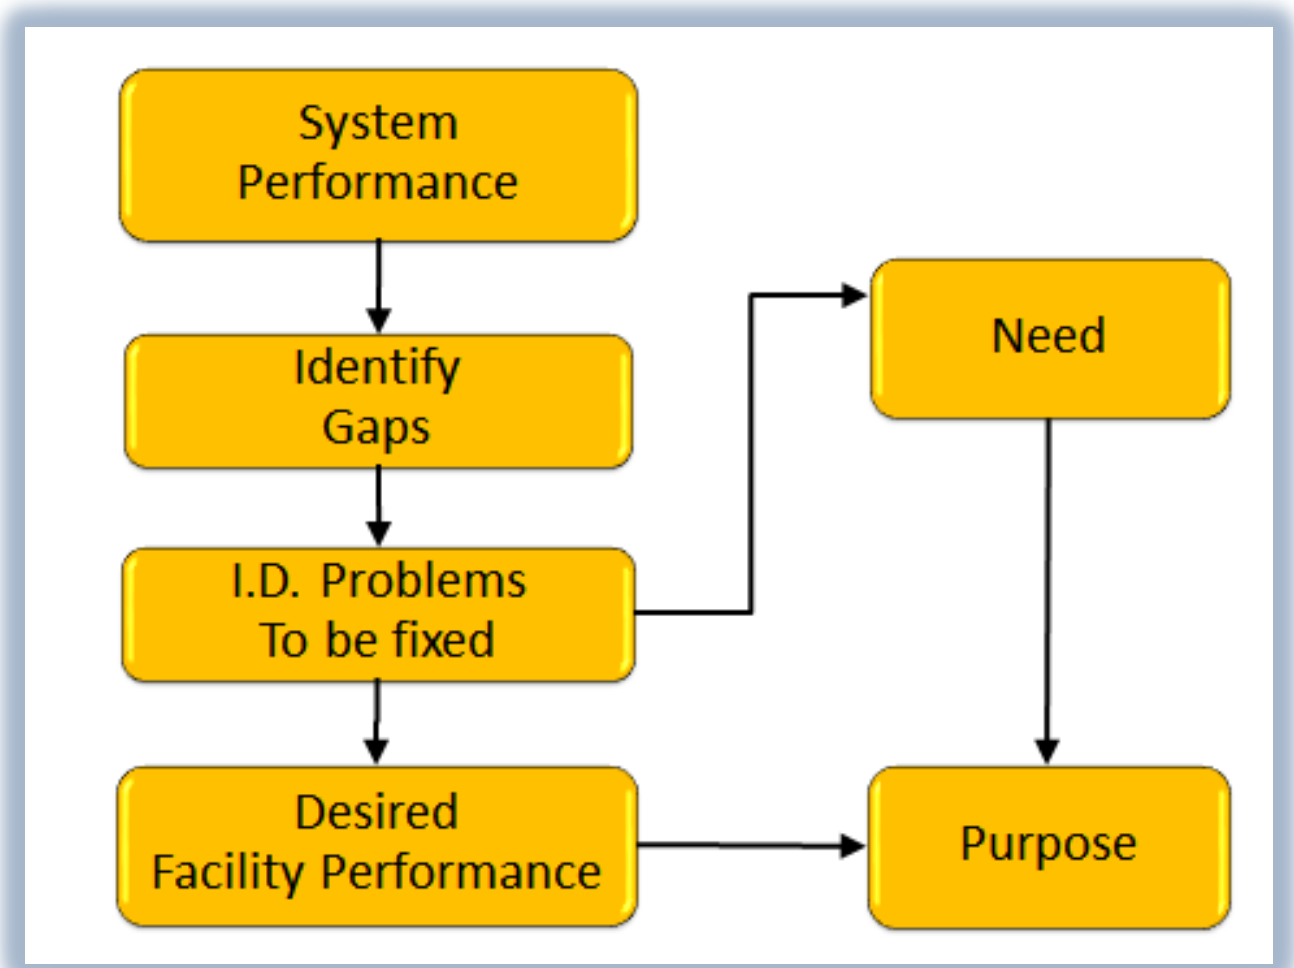 System
Performance
Identify
Gaps
I.D. Problems
To be fixed
Desired
Facility Performance
Need
Purpose